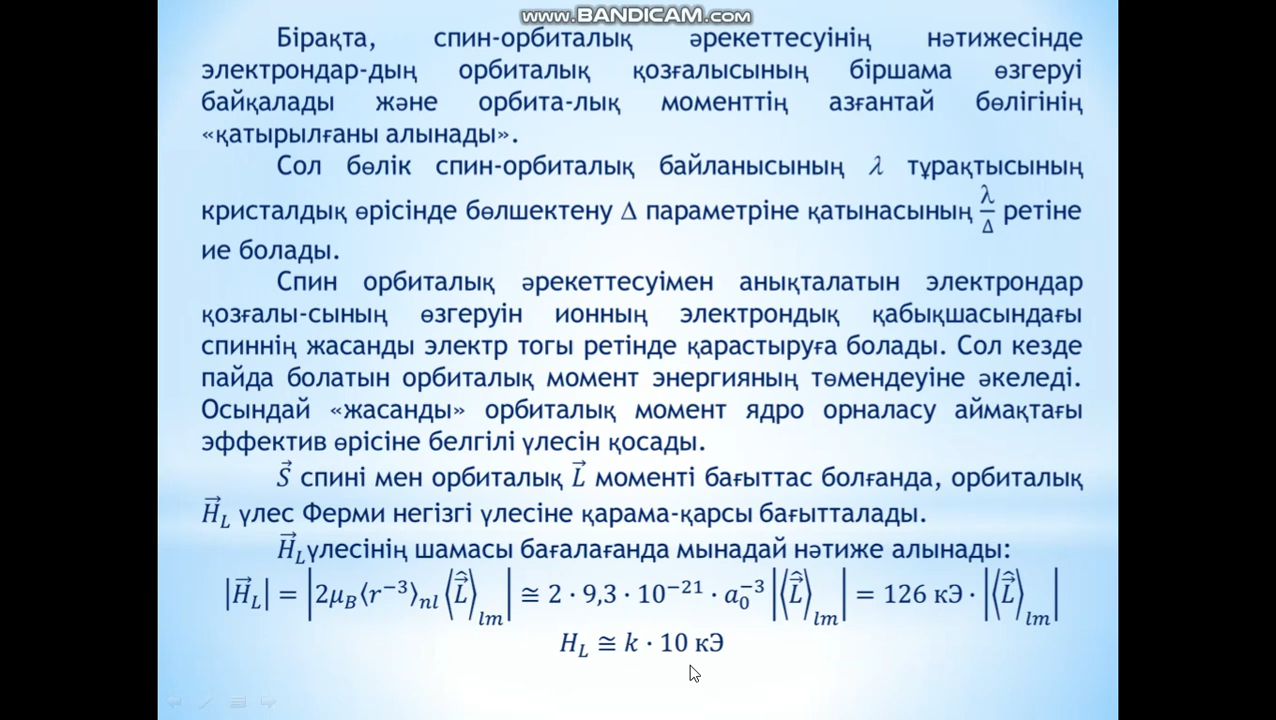 www.BANDICAM.com
Бірақта, спин-орбиталық әрекеттесуінің нәтижесінде
электрондар-дың орбиталық қозғалысының біршама өзгеруі
байқалады және орбита-лық моменттің азғантай бөлігінің
«қатырылғаны алынады».
Сол бөлік спин-орбиталық байланысының λ тұрақтысының
кристалдық өрісінде бөлшектену Δ параметріне қатынасының λ/Δ ретіне
ие болады.
Спин орбиталық әрекеттесуімен анықталатын электрондар
қозғалы-сының өзгеруін ионның электрондық қабықшасындағы
спиннің жасанды электр тогы ретінде қарастыруға болады. Сол кезде
пайда болатын орбиталық момент энергияның төмендеуіне әкеледі.
Осындай «жасанды» орбиталық момент ядро орналасу аймақтағы
эффектив өрісіне белгілі үлесін қосады.
S⃗ спині мен орбиталық L⃗ моменті бағыттас болғанда, орбиталық
H⃗_L үлес Ферми негізгі үлесіне қарама-қарсы бағытталады.
H⃗_Lүлесінің шамасы бағалағанда мынадай нәтиже алынады:
|H⃗_L| = |2μ_B⟨r⁻³⟩_nl ⟨L̂⃗⟩_lm| ≅ 2 · 9,3 · 10⁻²¹ · a₀⁻³ |⟨L̂⃗⟩_lm| = 126 кЭ · |⟨L̂⃗⟩_lm|
H_L ≅ k · 10 кЭ